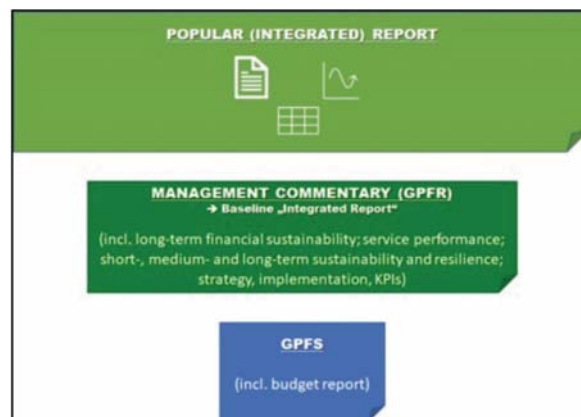 POPULAR (INTEGRATED) REPORT
MANAGEMENT COMMENTARY (GPFR)
➔ Baseline „Integrated Report“
(incl. long-term financial sustainability; service performance;
short-, medium- and long-term sustainability and resilience;
strategy, implementation, KPIs)
GPFS
(incl. budget report)